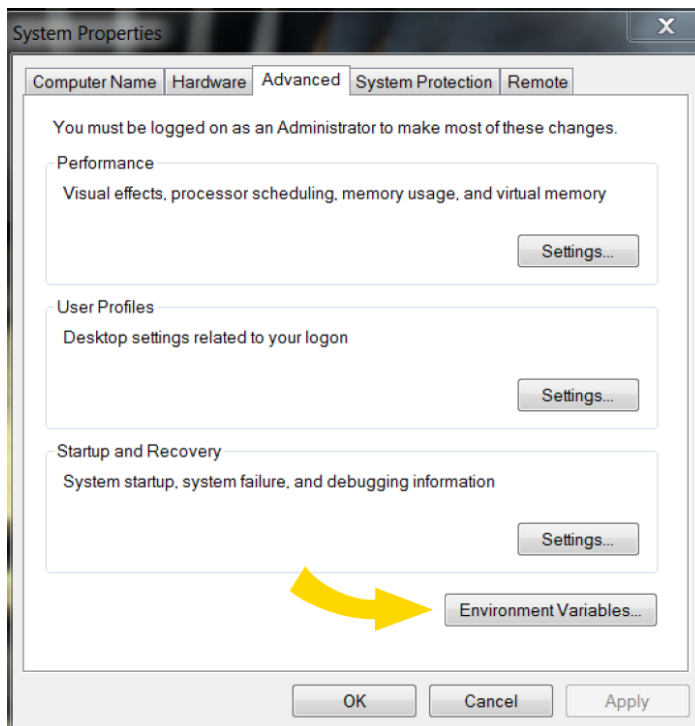 System Properties
X
Computer Name Hardware Advanced System Protection Remote
You must be logged on as an Administrator to make most of these changes.
Performance
Visual effects, processor scheduling, memory usage, and virtual memory
Settings...
User Profiles
Desktop settings related to your logon
Settings...
Startup and Recovery
System startup, system failure, and debugging information
Settings...
Environment Variables...
OK Cancel Apply